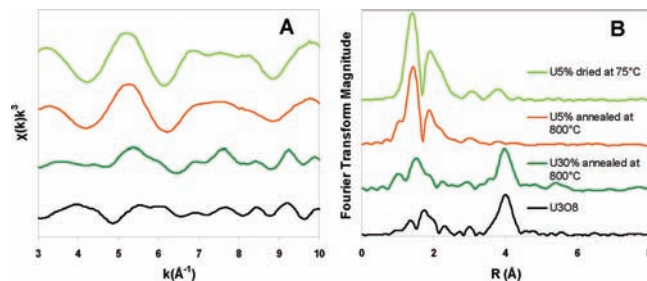 A
χ(k)k³
3 4 5 6 7 8 9 10
k(Å⁻¹)
B
Fourier Transform Magnitude
U5% dried at 75°C
U5% annealed at
800°C
U30% annealed at
800°C
U3O8
0 2 4 6 8
R (Å)